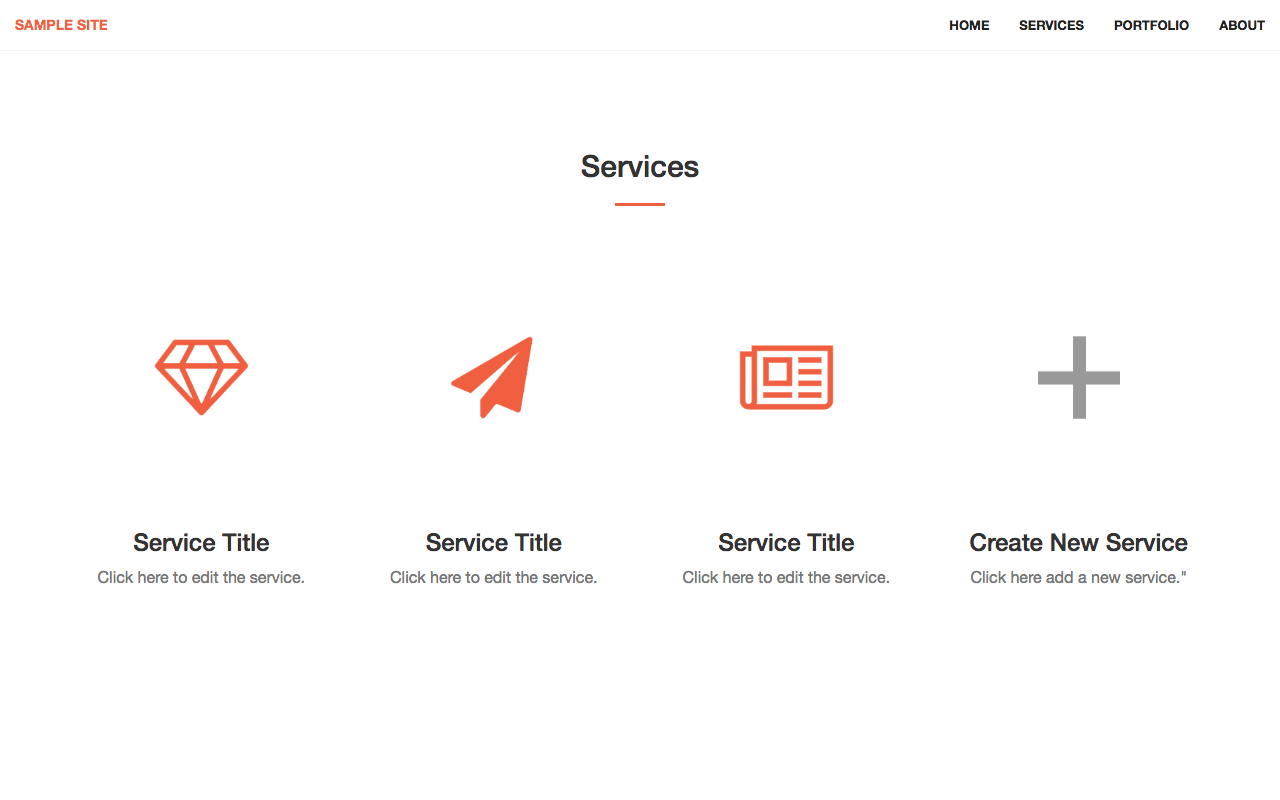 SAMPLE SITE
HOME SERVICES PORTFOLIO ABOUT
Services
Service Title
Click here to edit the service.
Service Title
Click here to edit the service.
Service Title
Click here to edit the service.
Create New Service
Click here add a new service."